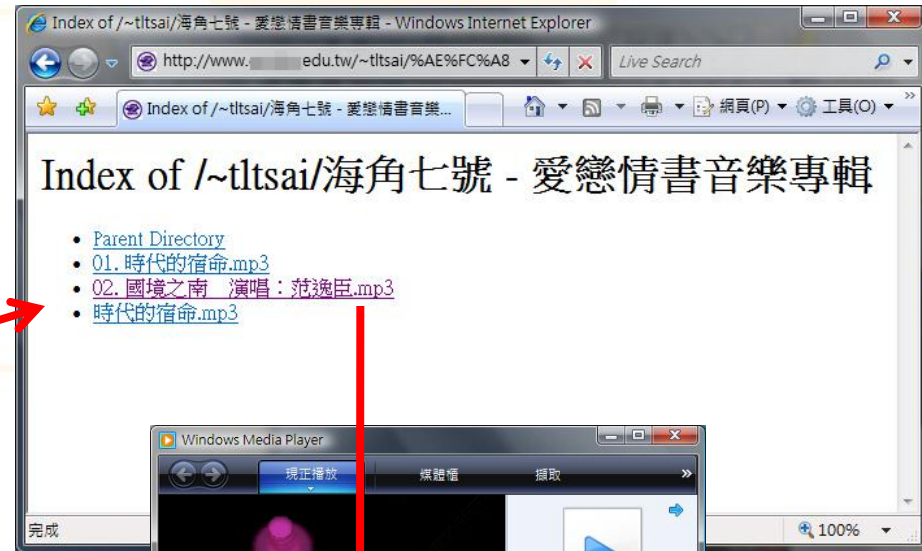 Index of /~tltsai/海角七號 - 愛戀情書音樂專輯 - Windows Internet Explorer
http://www. edu.tw/~tltsai/%AE%FC%A8
Live Search
Index of /~tltsai/海角七號 - 愛戀情書音樂...
網頁(P)
工具(O)
Index of /~tltsai/海角七號 - 愛戀情書音樂專輯
Parent Directory
01. 時代的宿命.mp3
02. 國境之南　演唱：范逸臣.mp3
時代的宿命.mp3
Windows Media Player
現正播放 媒體櫃 擷取 »
完成 100%